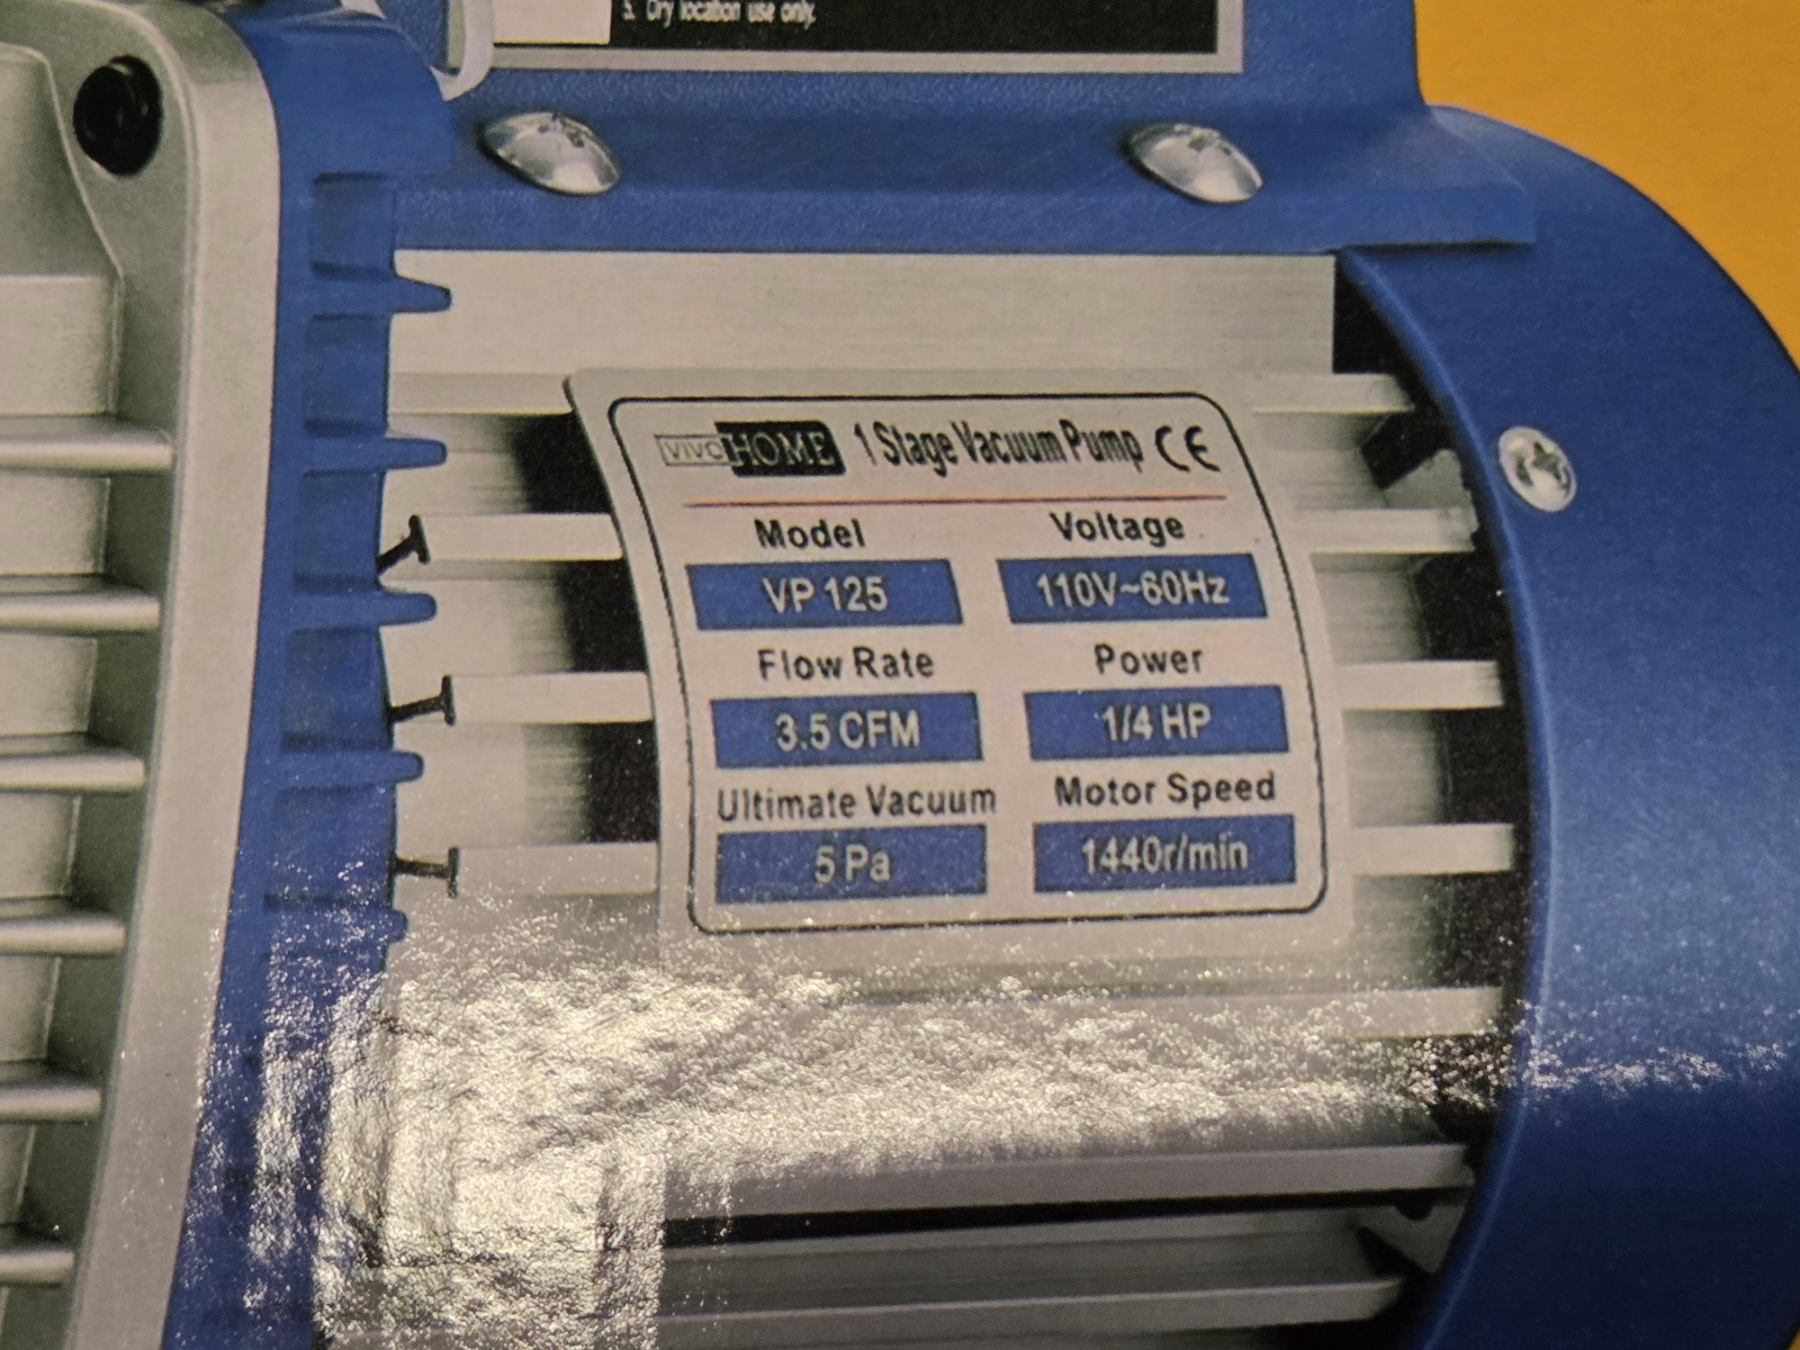 5. Dry location use only.
VIVOHOME 1 Stage Vacuum Pump CE
Model Voltage
VP 125 110V~60Hz
Flow Rate Power
3.5 CFM 1/4 HP
Ultimate Vacuum Motor Speed
5 Pa 1440r/min